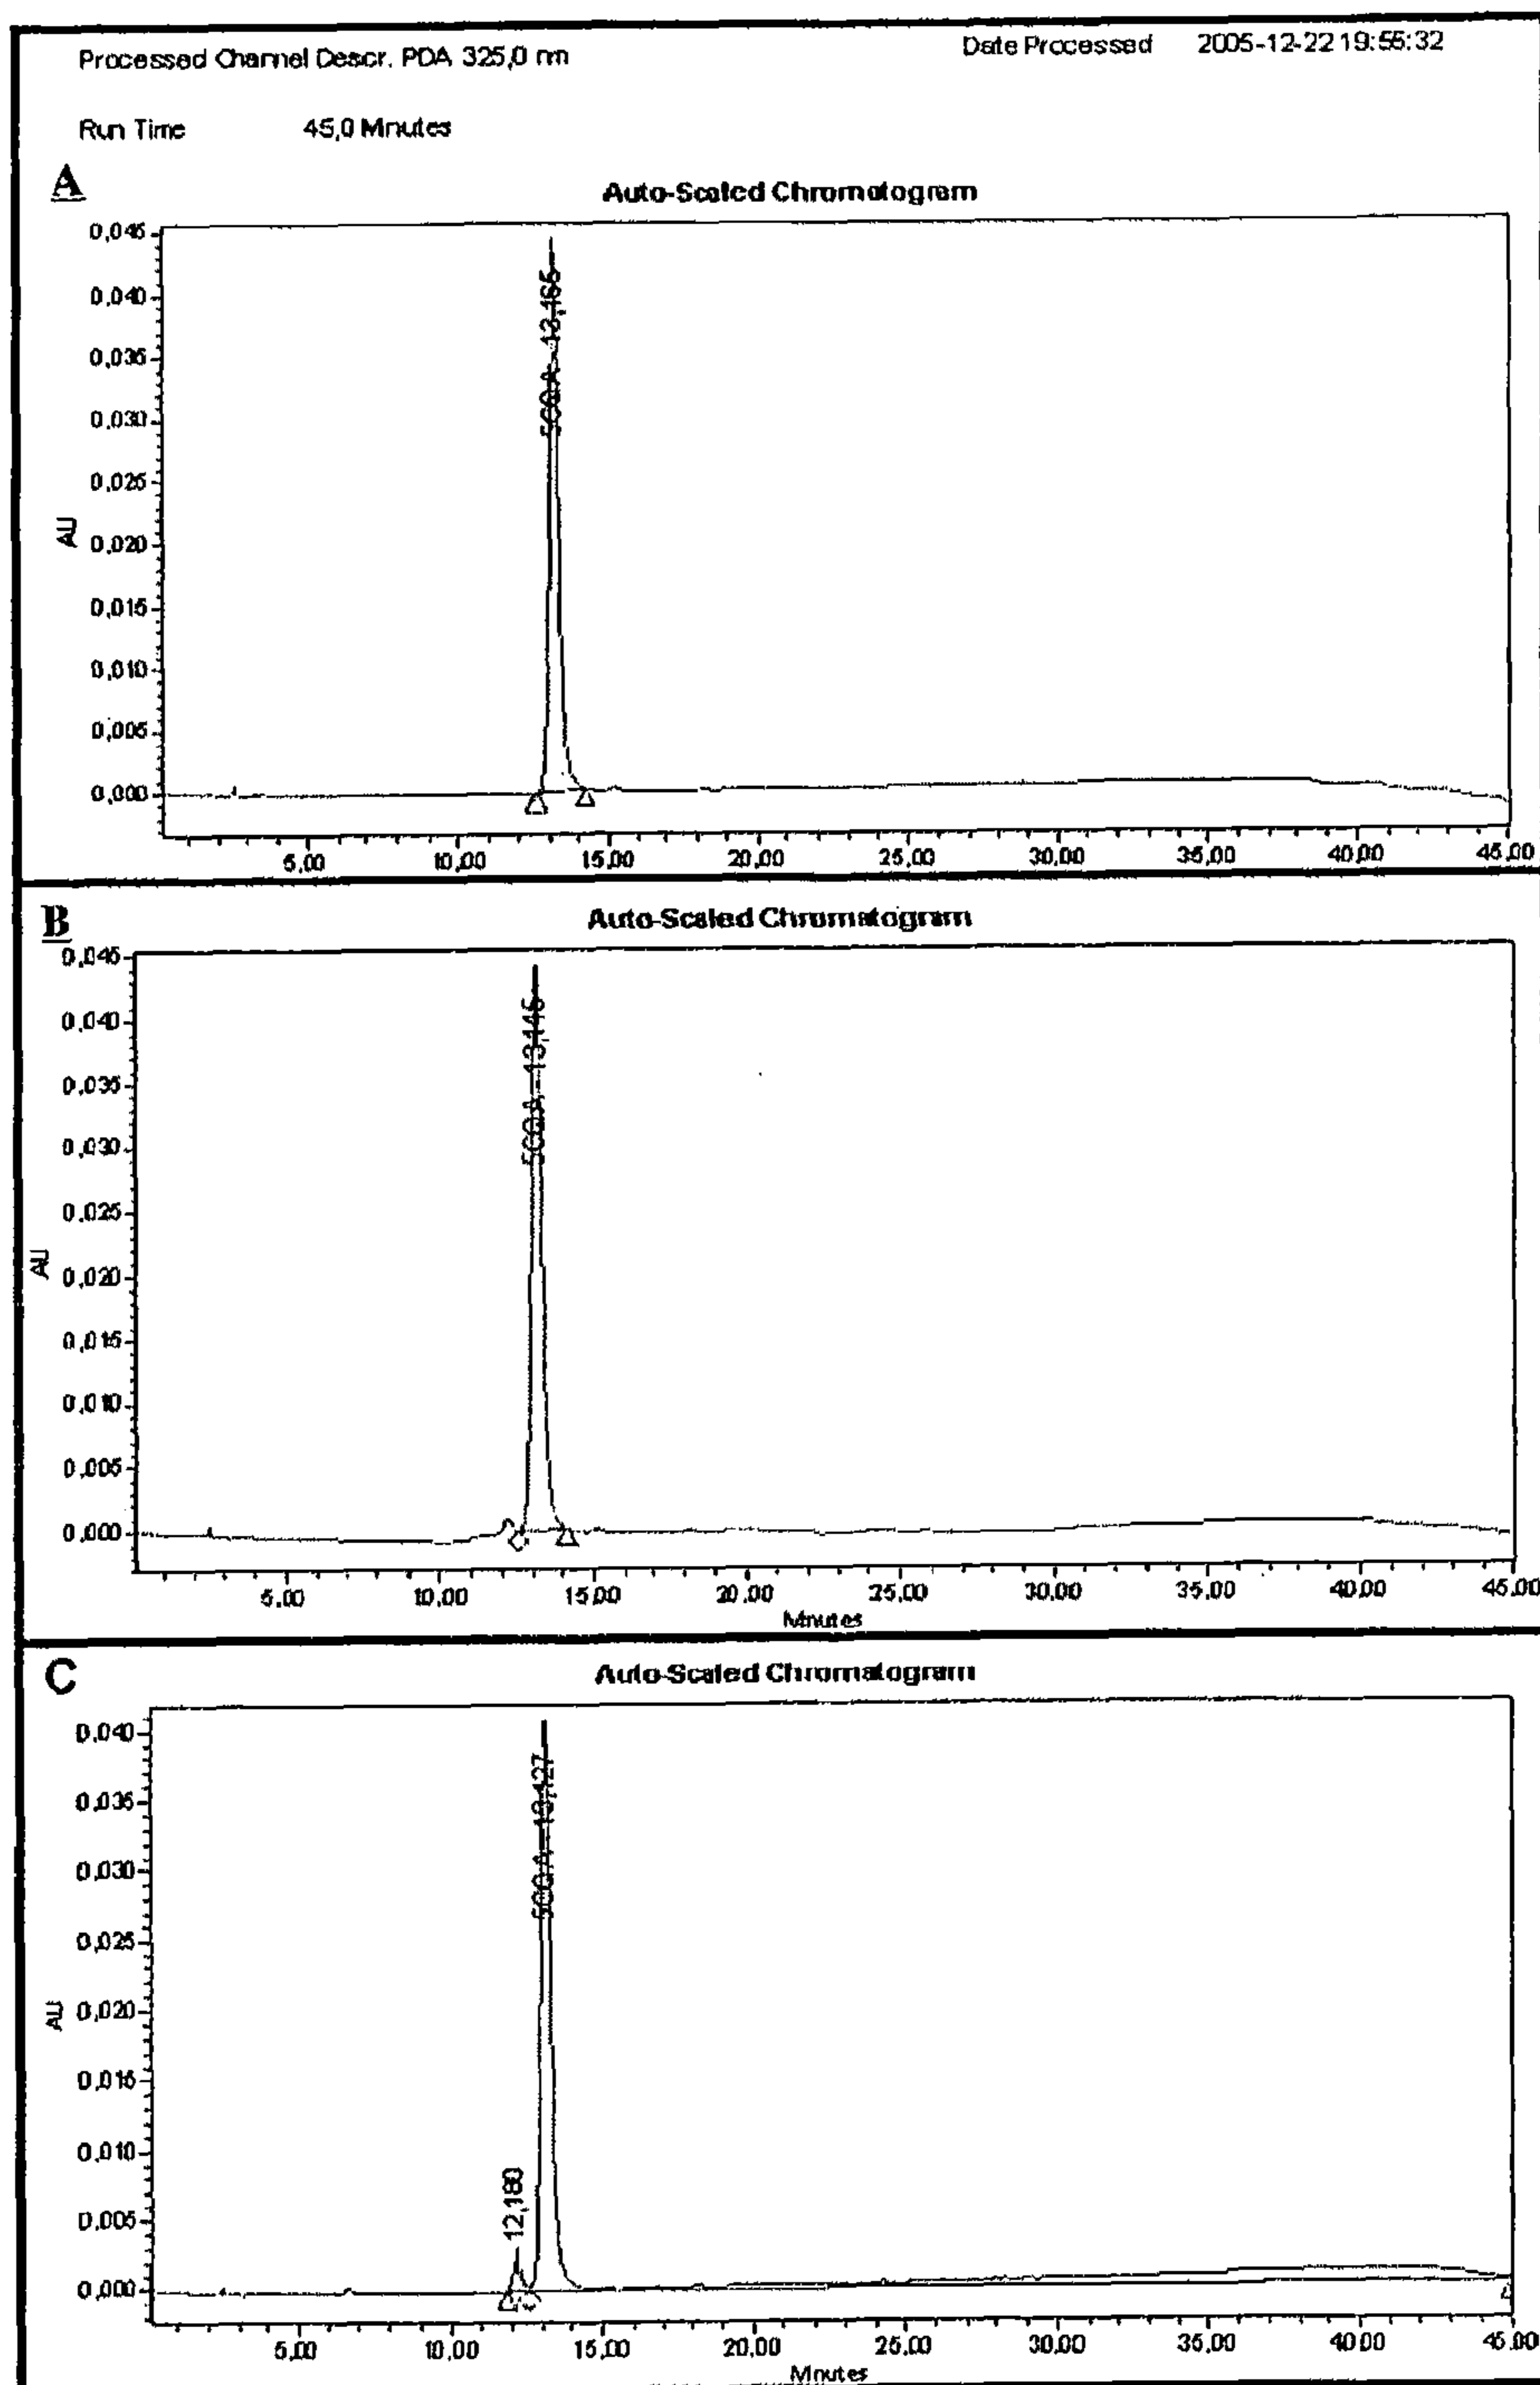 Processed Channel Descr. PDA 325,0 nm
Date Processed 2005-12-22 19:55:32
Run Time 45,0 Minutes
A
Auto-Scaled Chromatogram
0,045
0,040
0,035
0,030
0,025
0,020
0,015
0,010
0,005
0,000
AU
5CQA - 13,165
5,00 10,00 15,00 20,00 25,00 30,00 35,00 40,00 45,00
B
Auto-Scaled Chromatogram
0,045
0,040
0,035
0,030
0,025
0,020
0,015
0,010
0,005
0,000
AU
5CQA -
5,00 10,00 15,00 20,00 25,00 30,00 35,00 40,00 45,00
Minutes
C
Auto-Scaled Chromatogram
0,040
0,035
0,030
0,025
0,020
0,015
0,010
0,005
0,000
AU
12,180
5CQA - 13,127
5,00 10,00 15,00 20,00 25,00 30,00 35,00 40,00 45,00
Minutes